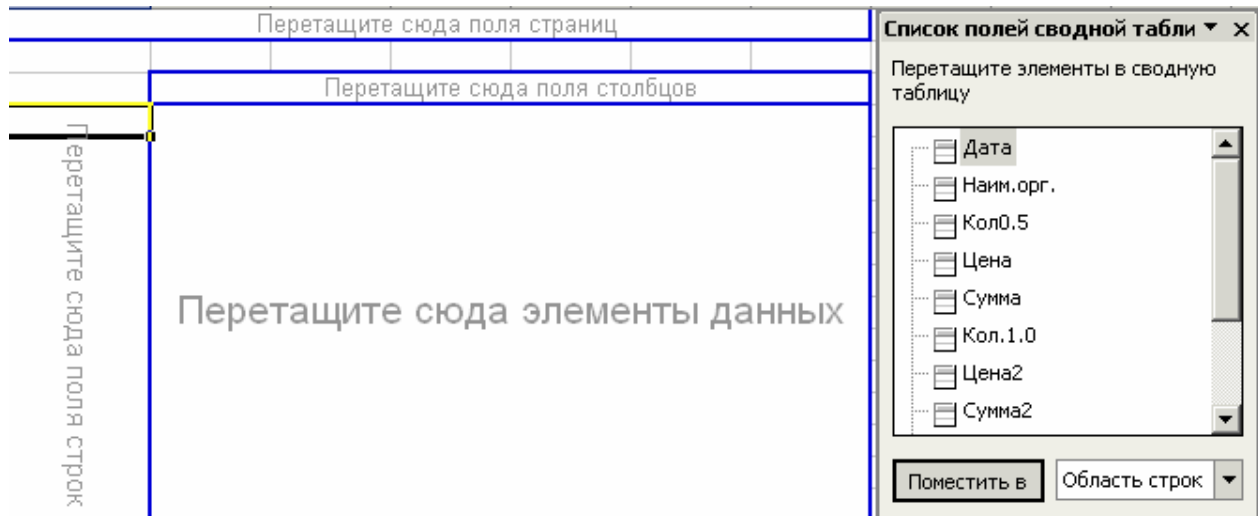 Перетащите сюда поля страниц
Перетащите сюда поля столбцов
Перетащите сюда поля строк
Перетащите сюда элементы данных
Список полей сводной табли
Перетащите элементы в сводную
таблицу
Дата
Наим.орг.
Кол0.5
Цена
Сумма
Кол.1.0
Цена2
Сумма2
Поместить в
Область строк